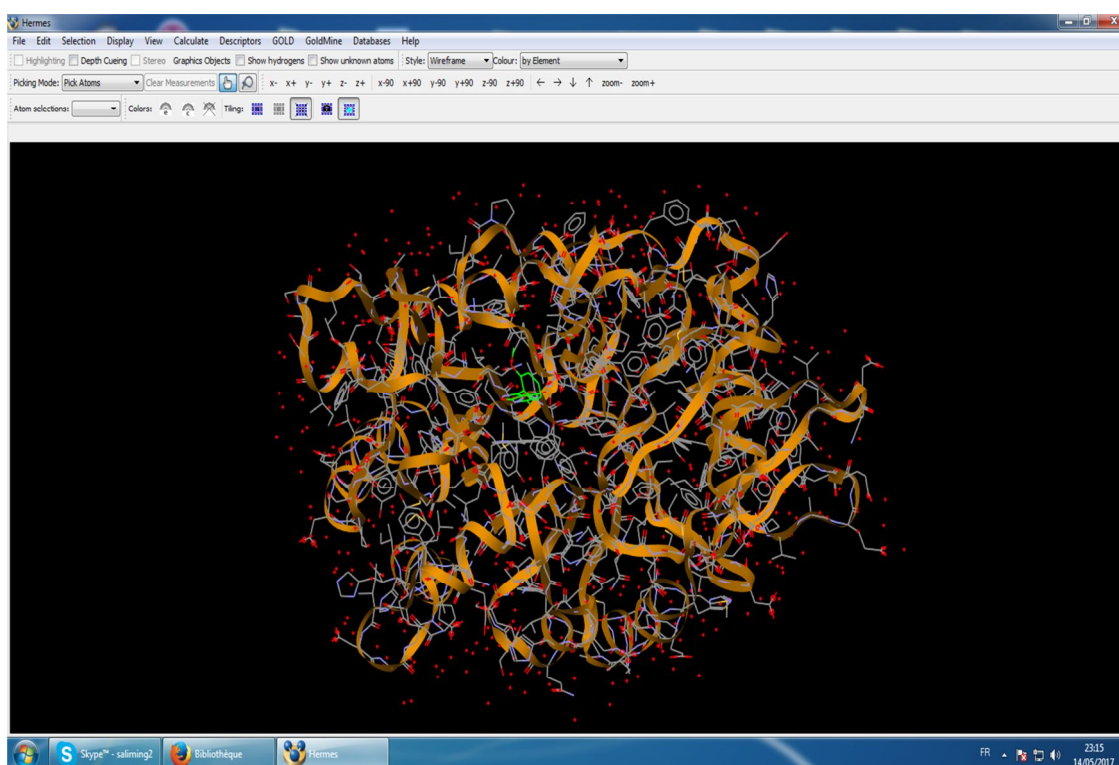 Hermes
File Edit Selection Display View Calculate Descriptors GOLD GoldMine Databases Help
Highlighting Depth Cueing Stereo Graphics Objects Show hydrogens Show unknown atoms Style: Wireframe Colour: by Element
Picking Mode: Pick Atoms Clear Measurements x- x+ y- y+ z- z+ x-90 x+90 y-90 y+90 z-90 z+90 ← → ↓ ↑ zoom- zoom+
Atom selections: Colors: e c Tiling:
Skype™ - saliming2 Bibliothèque Hermes FR 23:15
14/05/2017